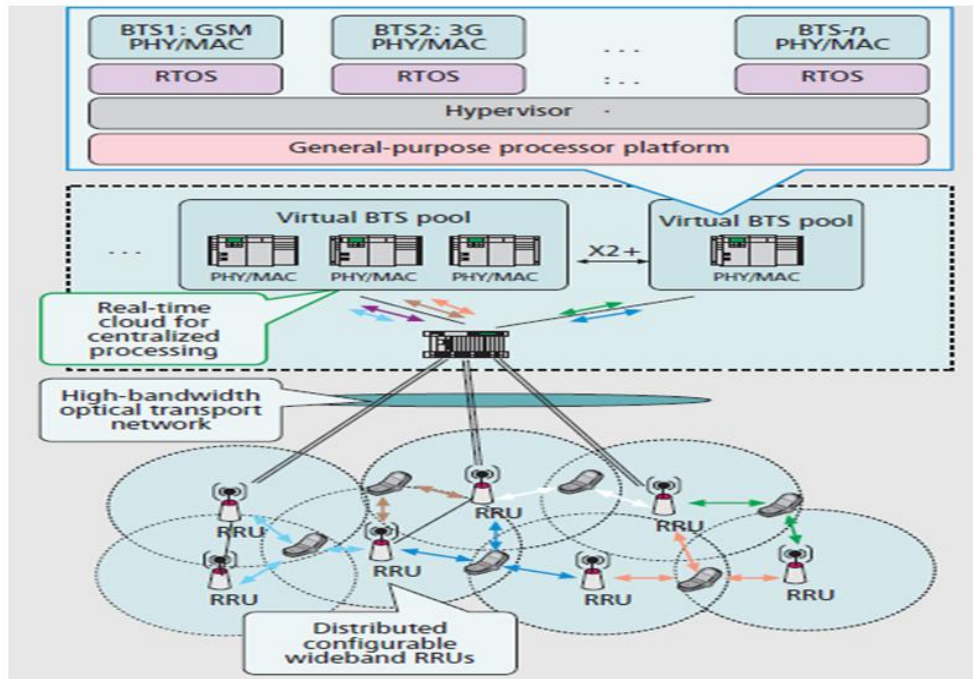 BTS1: GSM
PHY/MAC
BTS2: 3G
PHY/MAC
. . .
BTS-n
PHY/MAC
RTOS
RTOS
: . .
RTOS
Hypervisor
General-purpose processor platform
Virtual BTS pool
Virtual BTS pool
. . .
X2+
PHY/MAC
PHY/MAC
PHY/MAC
PHY/MAC
Real-time
cloud for
centralized
processing
High-bandwidth
optical transport
network
RRU
RRU
RRU
RRU
RRU
RRU
RRU
Distributed
configurable
wideband RRUs